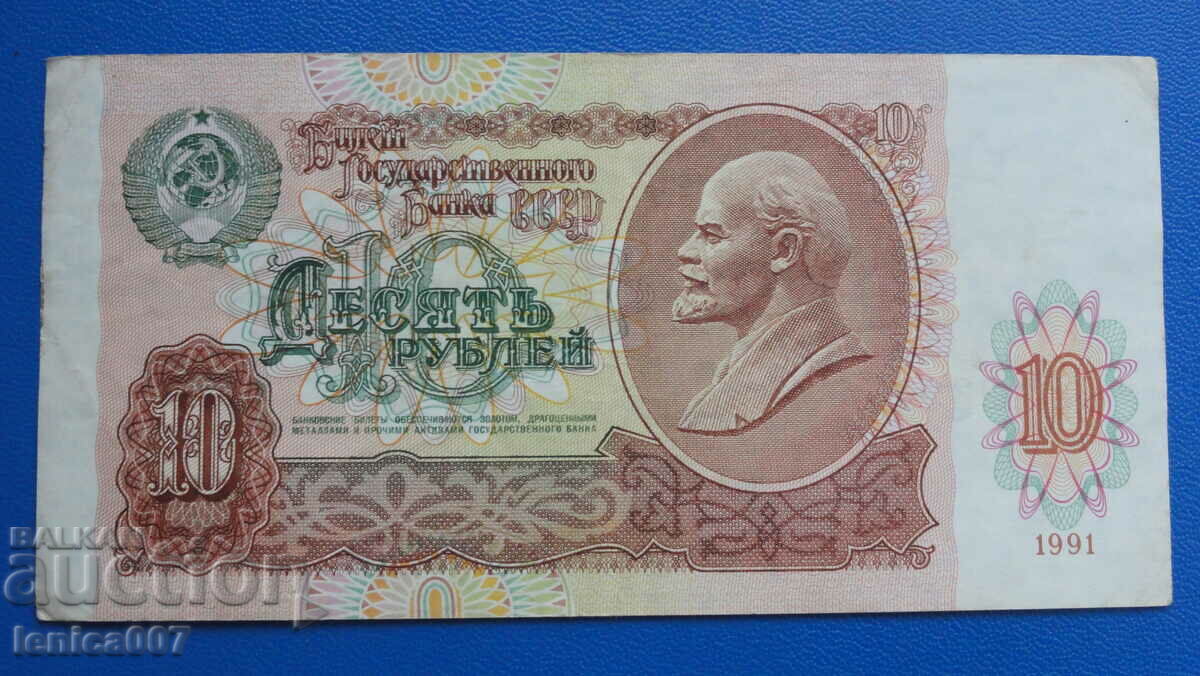 Билет
Государственного
Банка СССР
10
10
Десять
рублей
БАНКОВСКИЕ БИЛЕТЫ ОБЕСПЕЧИВАЮТСЯ ЗОЛОТОМ, ДРАГОЦЕННЫМИ
МЕТАЛЛАМИ И ПРОЧИМИ АКТИВАМИ ГОСУДАРСТВЕННОГО БАНКА
10
10
1991
BALKAN
auction
lenica007